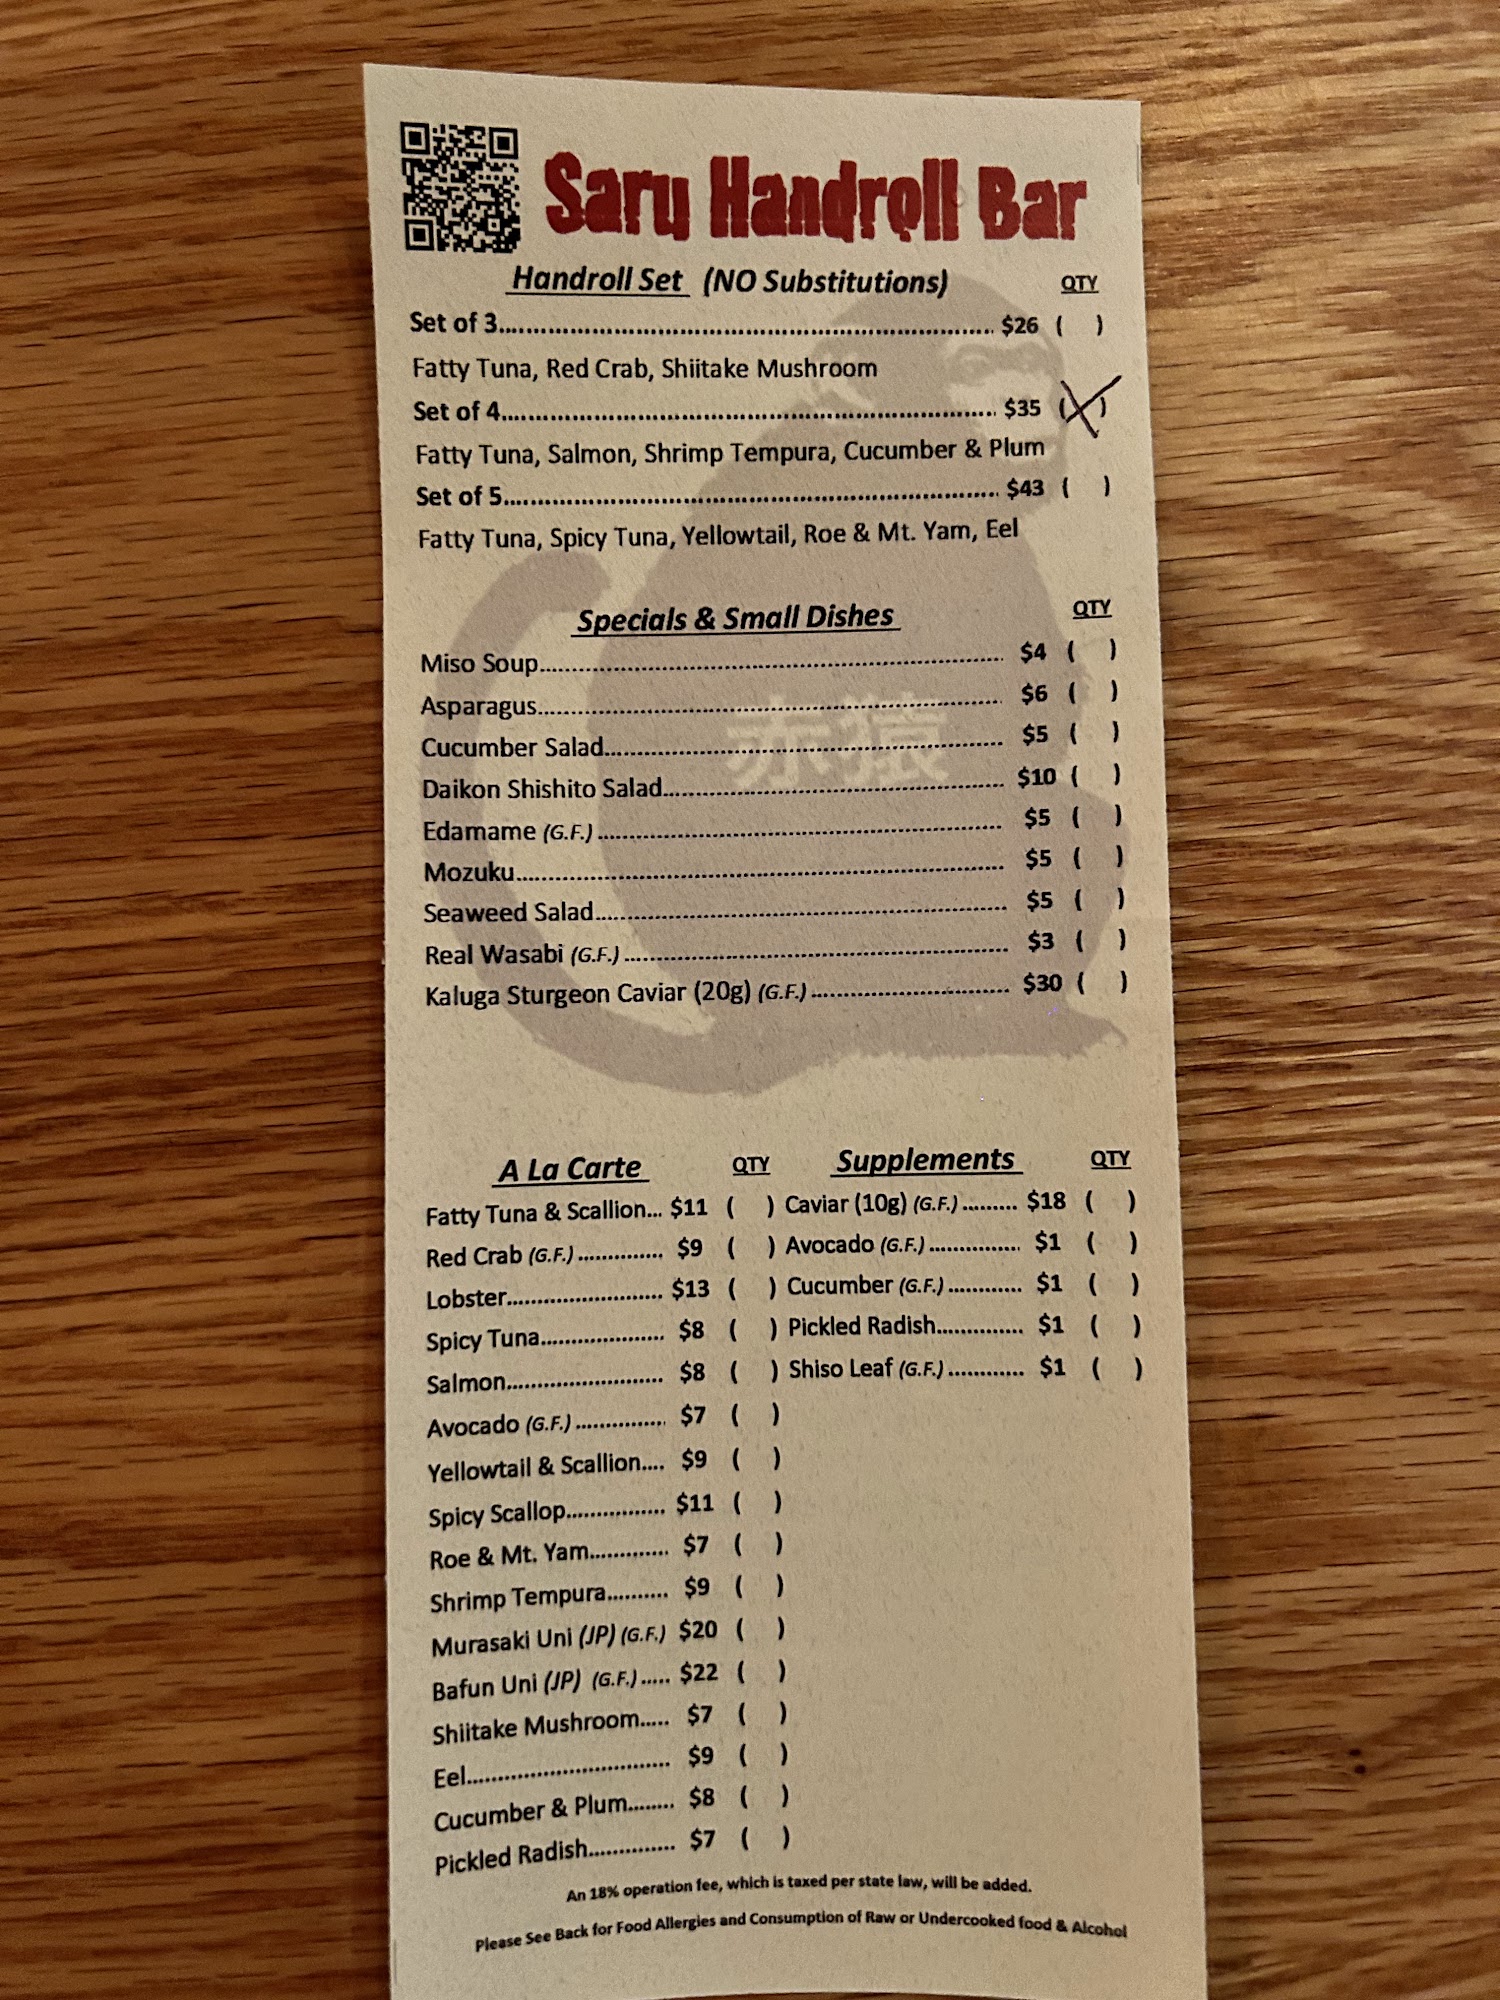 Saru Handroll Bar
Handroll Set (NO Substitutions) QTY
Set of 3.......................................................................... $26 ( )
Fatty Tuna, Red Crab, Shiitake Mushroom
Set of 4.......................................................................... $35 (X)
Fatty Tuna, Salmon, Shrimp Tempura, Cucumber & Plum
Set of 5.......................................................................... $43 ( )
Fatty Tuna, Spicy Tuna, Yellowtail, Roe & Mt. Yam, Eel
Specials & Small Dishes QTY
Miso Soup.......................................................................... $4 ( )
Asparagus.......................................................................... $6 ( )
赤猿
Cucumber Salad................................................................ $5 ( )
Daikon Shishito Salad....................................................... $10 ( )
Edamame (G.F.) ................................................................ $5 ( )
Mozuku............................................................................. $5 ( )
Seaweed Salad.................................................................. $5 ( )
Real Wasabi (G.F.) ............................................................ $3 ( )
Kaluga Sturgeon Caviar (20g) (G.F.) ................................. $30 ( )
A La Carte QTY Supplements QTY
Fatty Tuna & Scallion... $11 ( ) Caviar (10g) (G.F.) ......... $18 ( )
Red Crab (G.F.) ............. $9 ( ) Avocado (G.F.) ............... $1 ( )
Lobster........................ $13 ( ) Cucumber (G.F.) ............ $1 ( )
Spicy Tuna................... $8 ( ) Pickled Radish.............. $1 ( )
Salmon........................ $8 ( ) Shiso Leaf (G.F.) ............ $1 ( )
Avocado (G.F.) .............. $7 ( )
Yellowtail & Scallion.... $9 ( )
Spicy Scallop............... $11 ( )
Roe & Mt. Yam............. $7 ( )
Shrimp Tempura.......... $9 ( )
Murasaki Uni (JP) (G.F.) $20 ( )
Bafun Uni (JP) (G.F.) ..... $22 ( )
Shiitake Mushroom..... $7 ( )
Eel............................... $9 ( )
Cucumber & Plum........ $8 ( )
Pickled Radish.............. $7 ( )
An 18% operation fee, which is taxed per state law, will be added.
Please See Back for Food Allergies and Consumption of Raw or Undercooked food & Alcohol